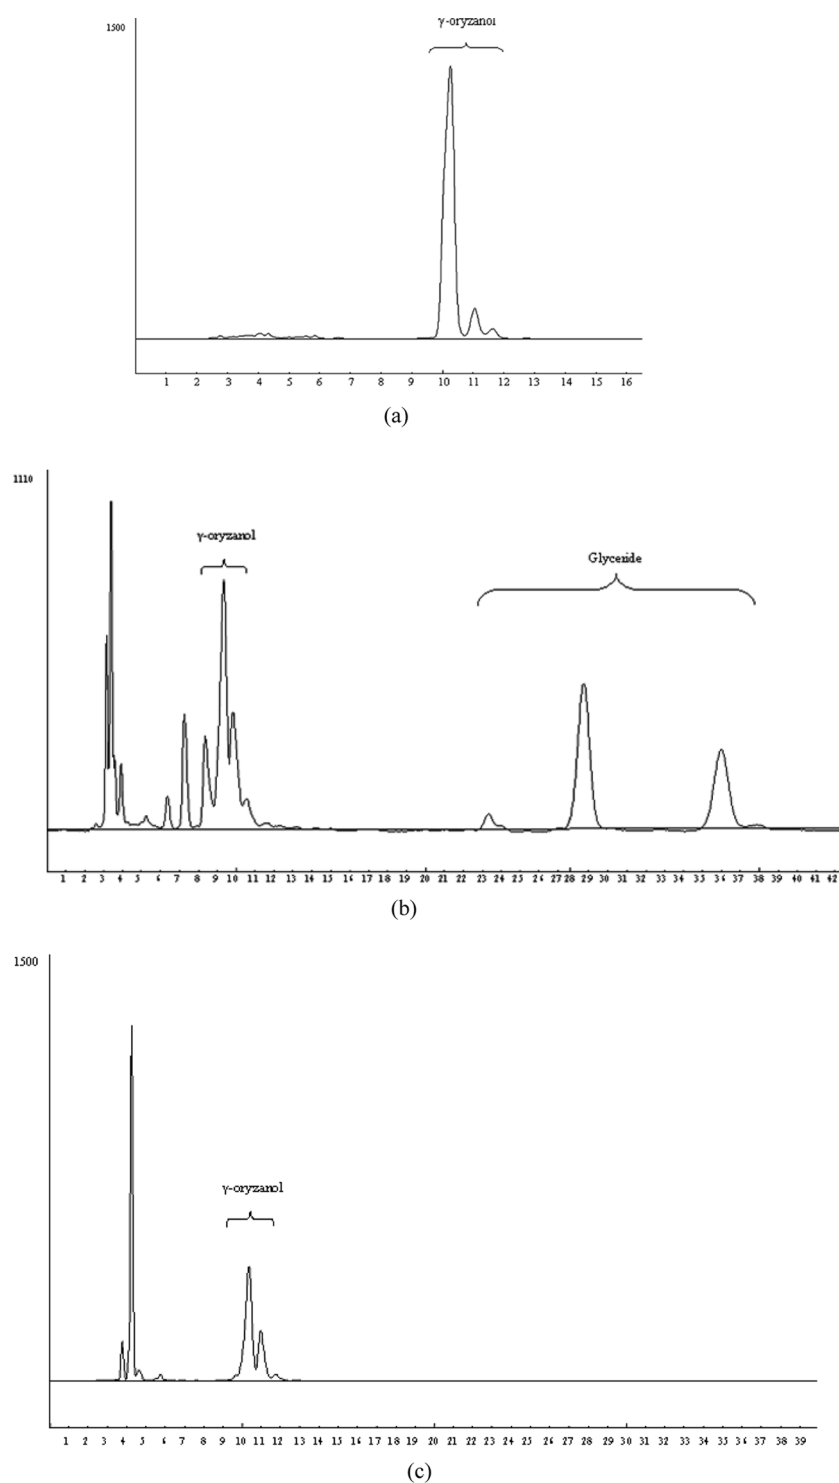 γ-oryzanol
1500
1 2 3 4 5 6 7 8 9 10 11 12 13 14 15 16
(a)
1110
γ-oryzanol
Glyceride
1 2 3 4 5 6 7 8 9 10 11 12 13 14 15 16 17 18 19 20 21 22 23 24 25 26 27 28 29 30 31 32 33 34 35 36 37 38 39 40 41 42
(b)
1500
γ-oryzanol
1 2 3 4 5 6 7 8 9 10 11 12 13 14 15 16 17 18 19 20 21 22 23 24 25 26 27 28 29 30 31 32 33 34 35 36 37 38 39
(c)